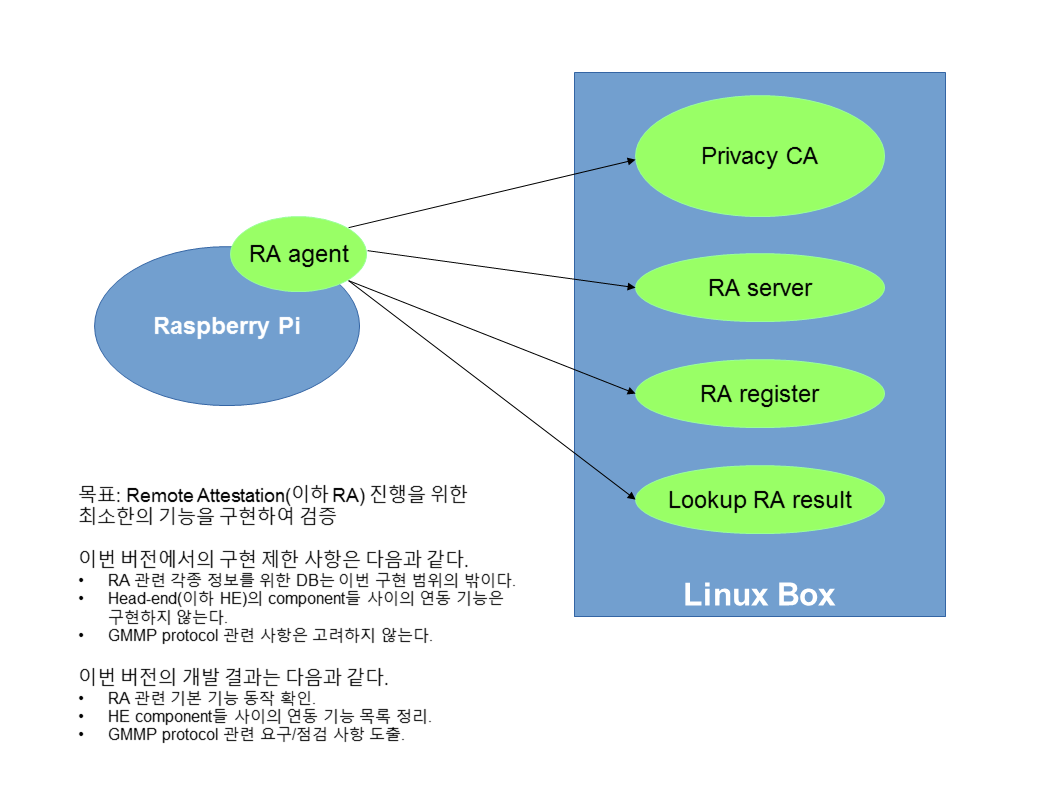 Privacy CA
RA agent
RA server
Raspberry Pi
RA register
Lookup RA result
Linux Box
목표: Remote Attestation(이하 RA) 진행을 위한
최소한의 기능을 구현하여 검증
이번 버전에서의 구현 제한 사항은 다음과 같다.
• RA 관련 각종 정보를 위한 DB는 이번 구현 범위의 밖이다.
• Head-end(이하 HE)의 component들 사이의 연동 기능은
구현하지 않는다.
• GMMP protocol 관련 사항은 고려하지 않는다.
이번 버전의 개발 결과는 다음과 같다.
• RA 관련 기본 기능 동작 확인.
• HE component들 사이의 연동 기능 목록 정리.
• GMMP protocol 관련 요구/점검 사항 도출.